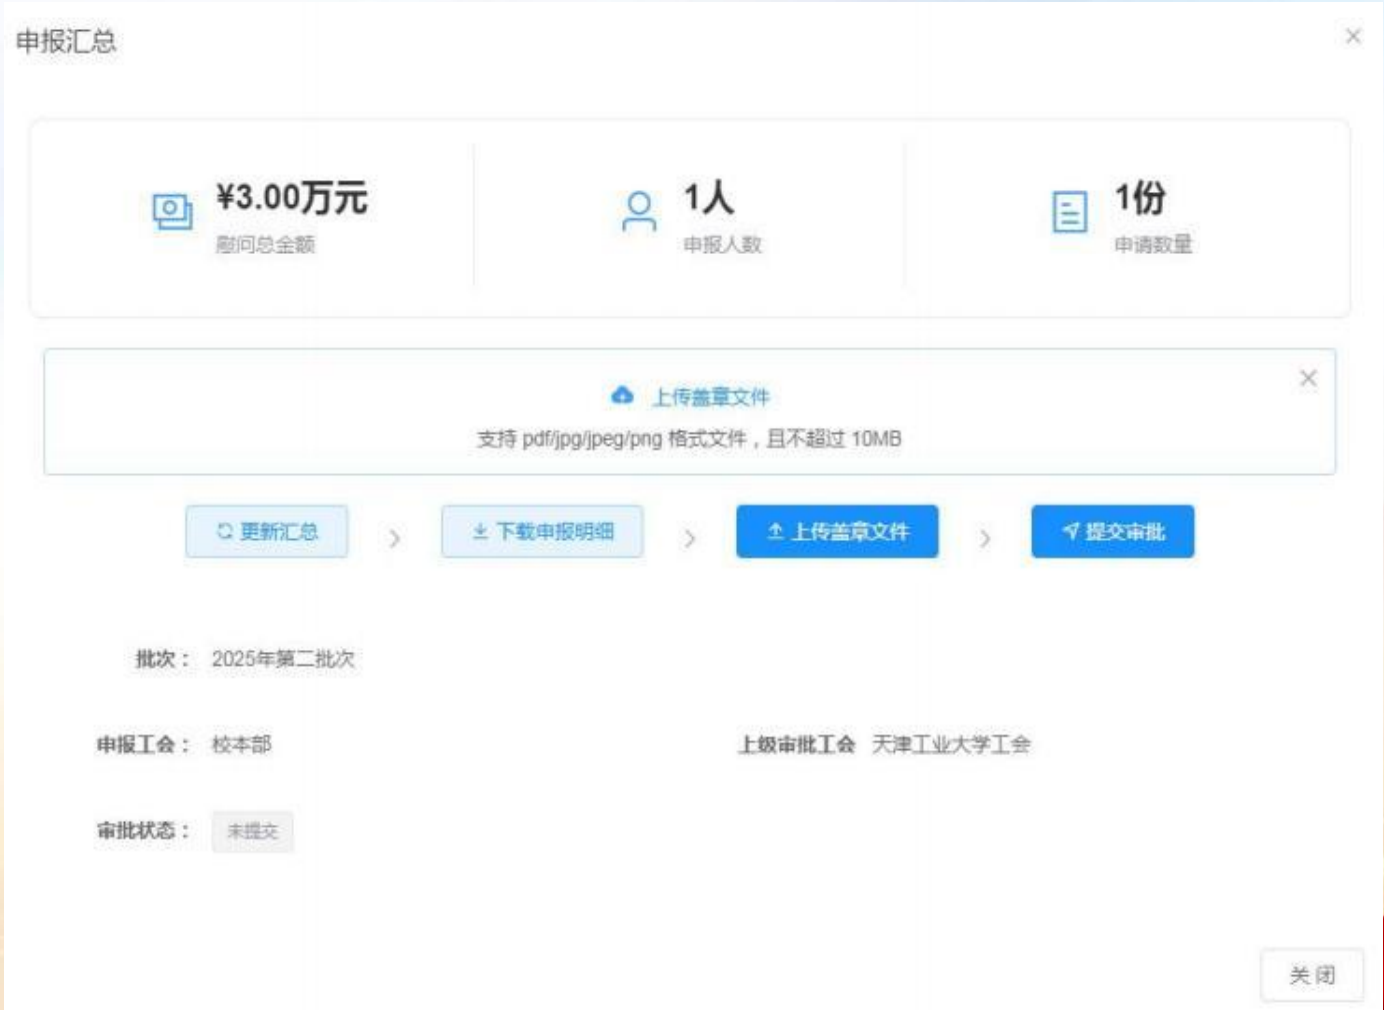 申报汇总
¥3.00万元
慰问总金额
1人
申报人数
1份
申请数量
上传盖章文件
支持 pdf/jpg/jpeg/png 格式文件，且不超过 10MB
更新汇总
下载申报明细
上传盖章文件
提交审批
批次： 2025年第二批次
申报工会： 校本部
上级审批工会 天津工业大学工会
审批状态： 未提交
关 闭